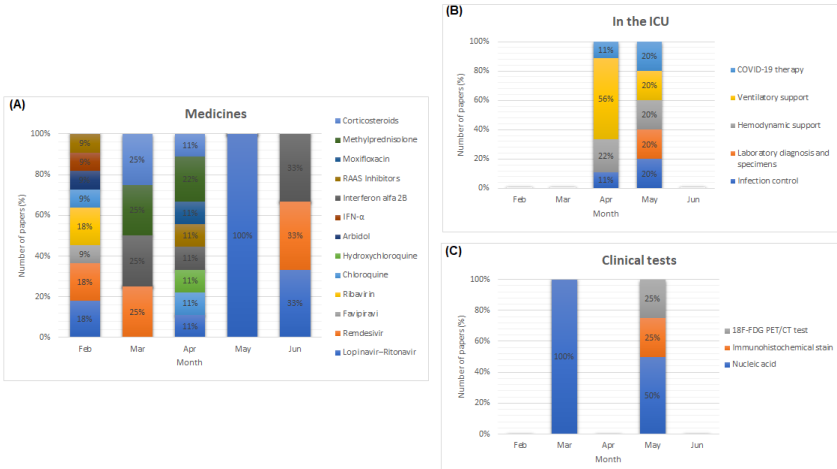 (A)
Medicines
100%
80%
60%
40%
20%
0%
Number of papers (%)
18%
18%
9%
18%
9%
9%
9%
25%
25%
25%
25%
11%
11%
11%
11%
11%
11%
22%
11%
100%
33%
33%
33%
Feb
Mar
Apr
May
Jun
Month
Corticosteroids
Methylprednisolone
Moxifloxacin
RAAS Inhibitors
Interferon alfa 2B
IFN-α
Arbidol
Hydroxychloroquine
Chloroquine
Ribavirin
Favipiravi
Remdesivir
Lopinavir–Ritonavir
(B)
In the ICU
100%
80%
60%
40%
20%
0%
Number of papers (%)
11%
56%
22%
11%
20%
20%
20%
20%
20%
Feb
Mar
Apr
May
Jun
Month
COVID-19 therapy
Ventilatory support
Hemodynamic support
Laboratory diagnosis and
specimens
Infection control
(C)
Clinical tests
100%
80%
60%
40%
20%
0%
Number of papers (%)
100%
25%
25%
50%
Feb
Mar
Apr
May
Jun
Month
18F-FDG PET/CT test
Immunohistochemical stain
Nucleic acid